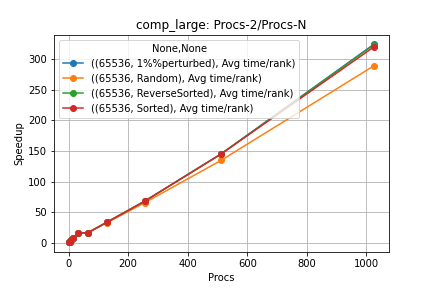 comp_large: Procs-2/Procs-N
None,None
((65536, 1%%perturbed), Avg time/rank)
((65536, Random), Avg time/rank)
((65536, ReverseSorted), Avg time/rank)
((65536, Sorted), Avg time/rank)
Speedup
300
250
200
150
100
50
0
0 200 400 600 800 1000
Procs